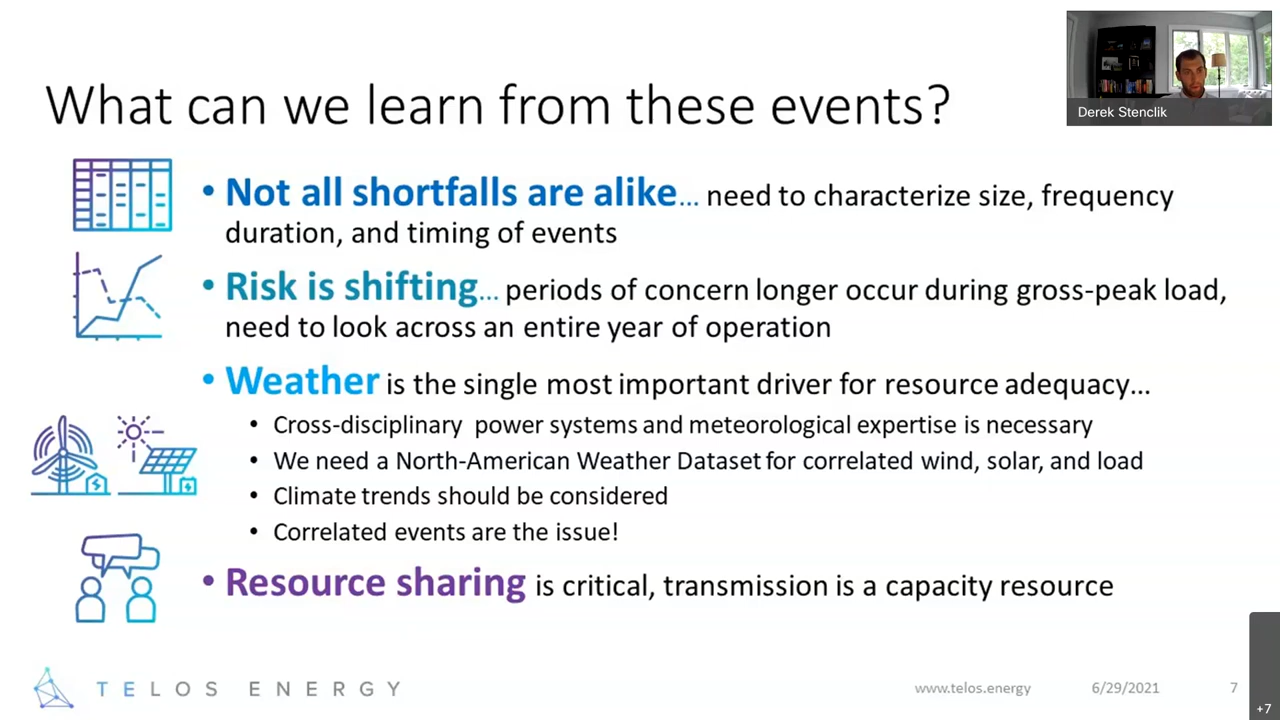 What can we learn from these events?
Derek Stenclik
• Not all shortfalls are alike... need to characterize size, frequency
duration, and timing of events
• Risk is shifting... periods of concern longer occur during gross-peak load,
need to look across an entire year of operation
• Weather is the single most important driver for resource adequacy...
• Cross-disciplinary power systems and meteorological expertise is necessary
• We need a North-American Weather Dataset for correlated wind, solar, and load
• Climate trends should be considered
• Correlated events are the issue!
• Resource sharing is critical, transmission is a capacity resource
TELOS ENERGY
www.telos.energy
6/29/2021
7
+7